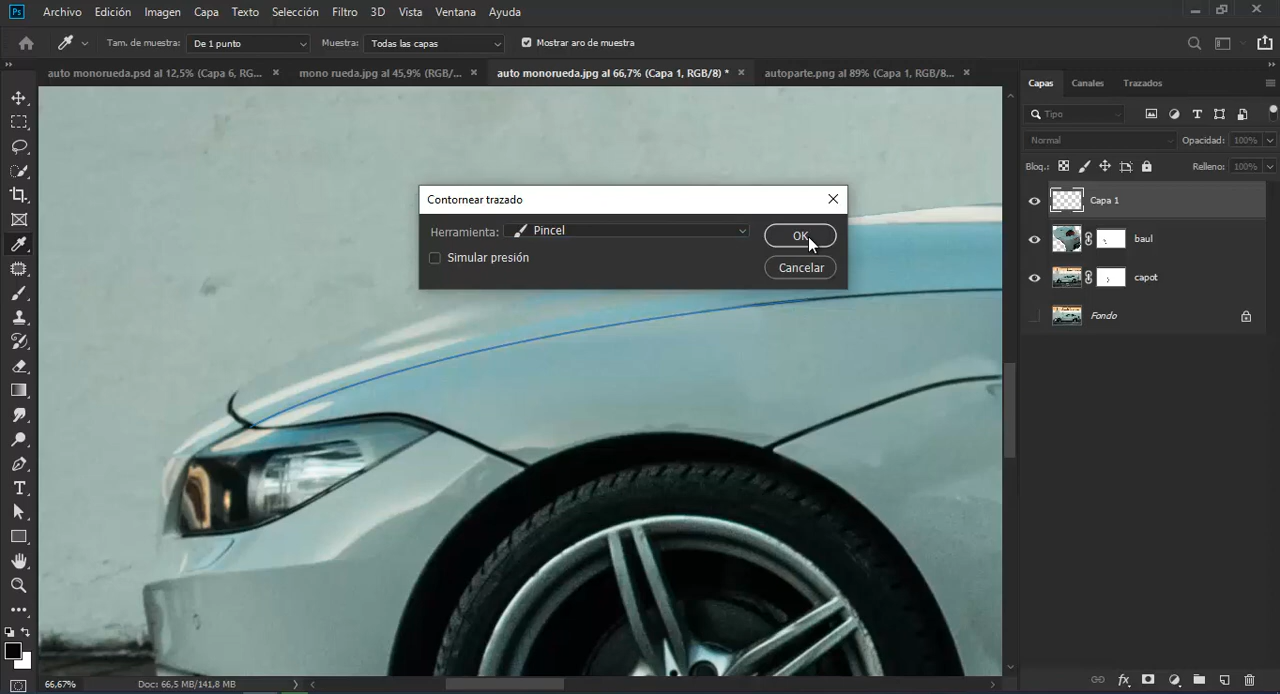 Ps Archivo Edición Imagen Capa Texto Selección Filtro 3D Vista Ventana Ayuda
Tam. de muestra: De 1 punto Muestra: Todas las capas Mostrar aro de muestra
auto monorueda.psd al 12,5% (Capa 6, RG... × mono rueda.jpg al 45,9% (RGB/... × auto monorueda.jpg al 66,7% (Capa 1, RGB/8) * × autoparte.png al 89% (Capa 1, RGB/8... ×
Capas Canales Trazados
Tipo
Normal Opacidad: 100%
Bloq.: Relleno: 100%
Contornear trazado
Herramienta: Pincel OK
Simular presión Cancelar
Capa 1
baul
capot
Fondo
66,67% Doc: 66,5 MB/141,8 MB